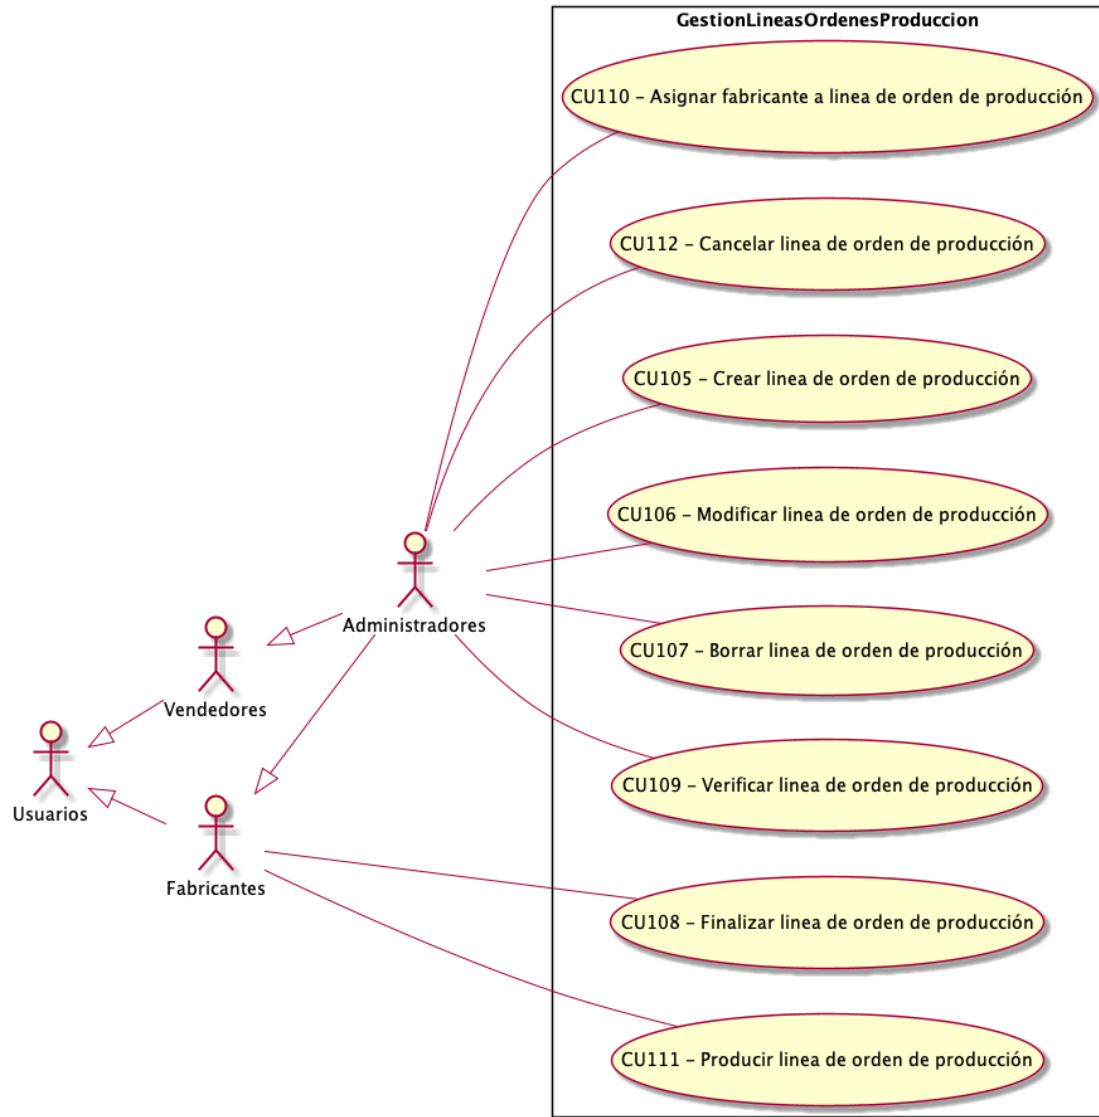 GestionLineasOrdenesProduccion
CU110 – Asignar fabricante a linea de orden de producción
CU112 – Cancelar linea de orden de producción
CU105 – Crear linea de orden de producción
CU106 – Modificar linea de orden de producción
Administradores
CU107 – Borrar linea de orden de producción
Vendedores
CU109 – Verificar linea de orden de producción
Usuarios
Fabricantes
CU108 – Finalizar linea de orden de producción
CU111 – Producir linea de orden de producción